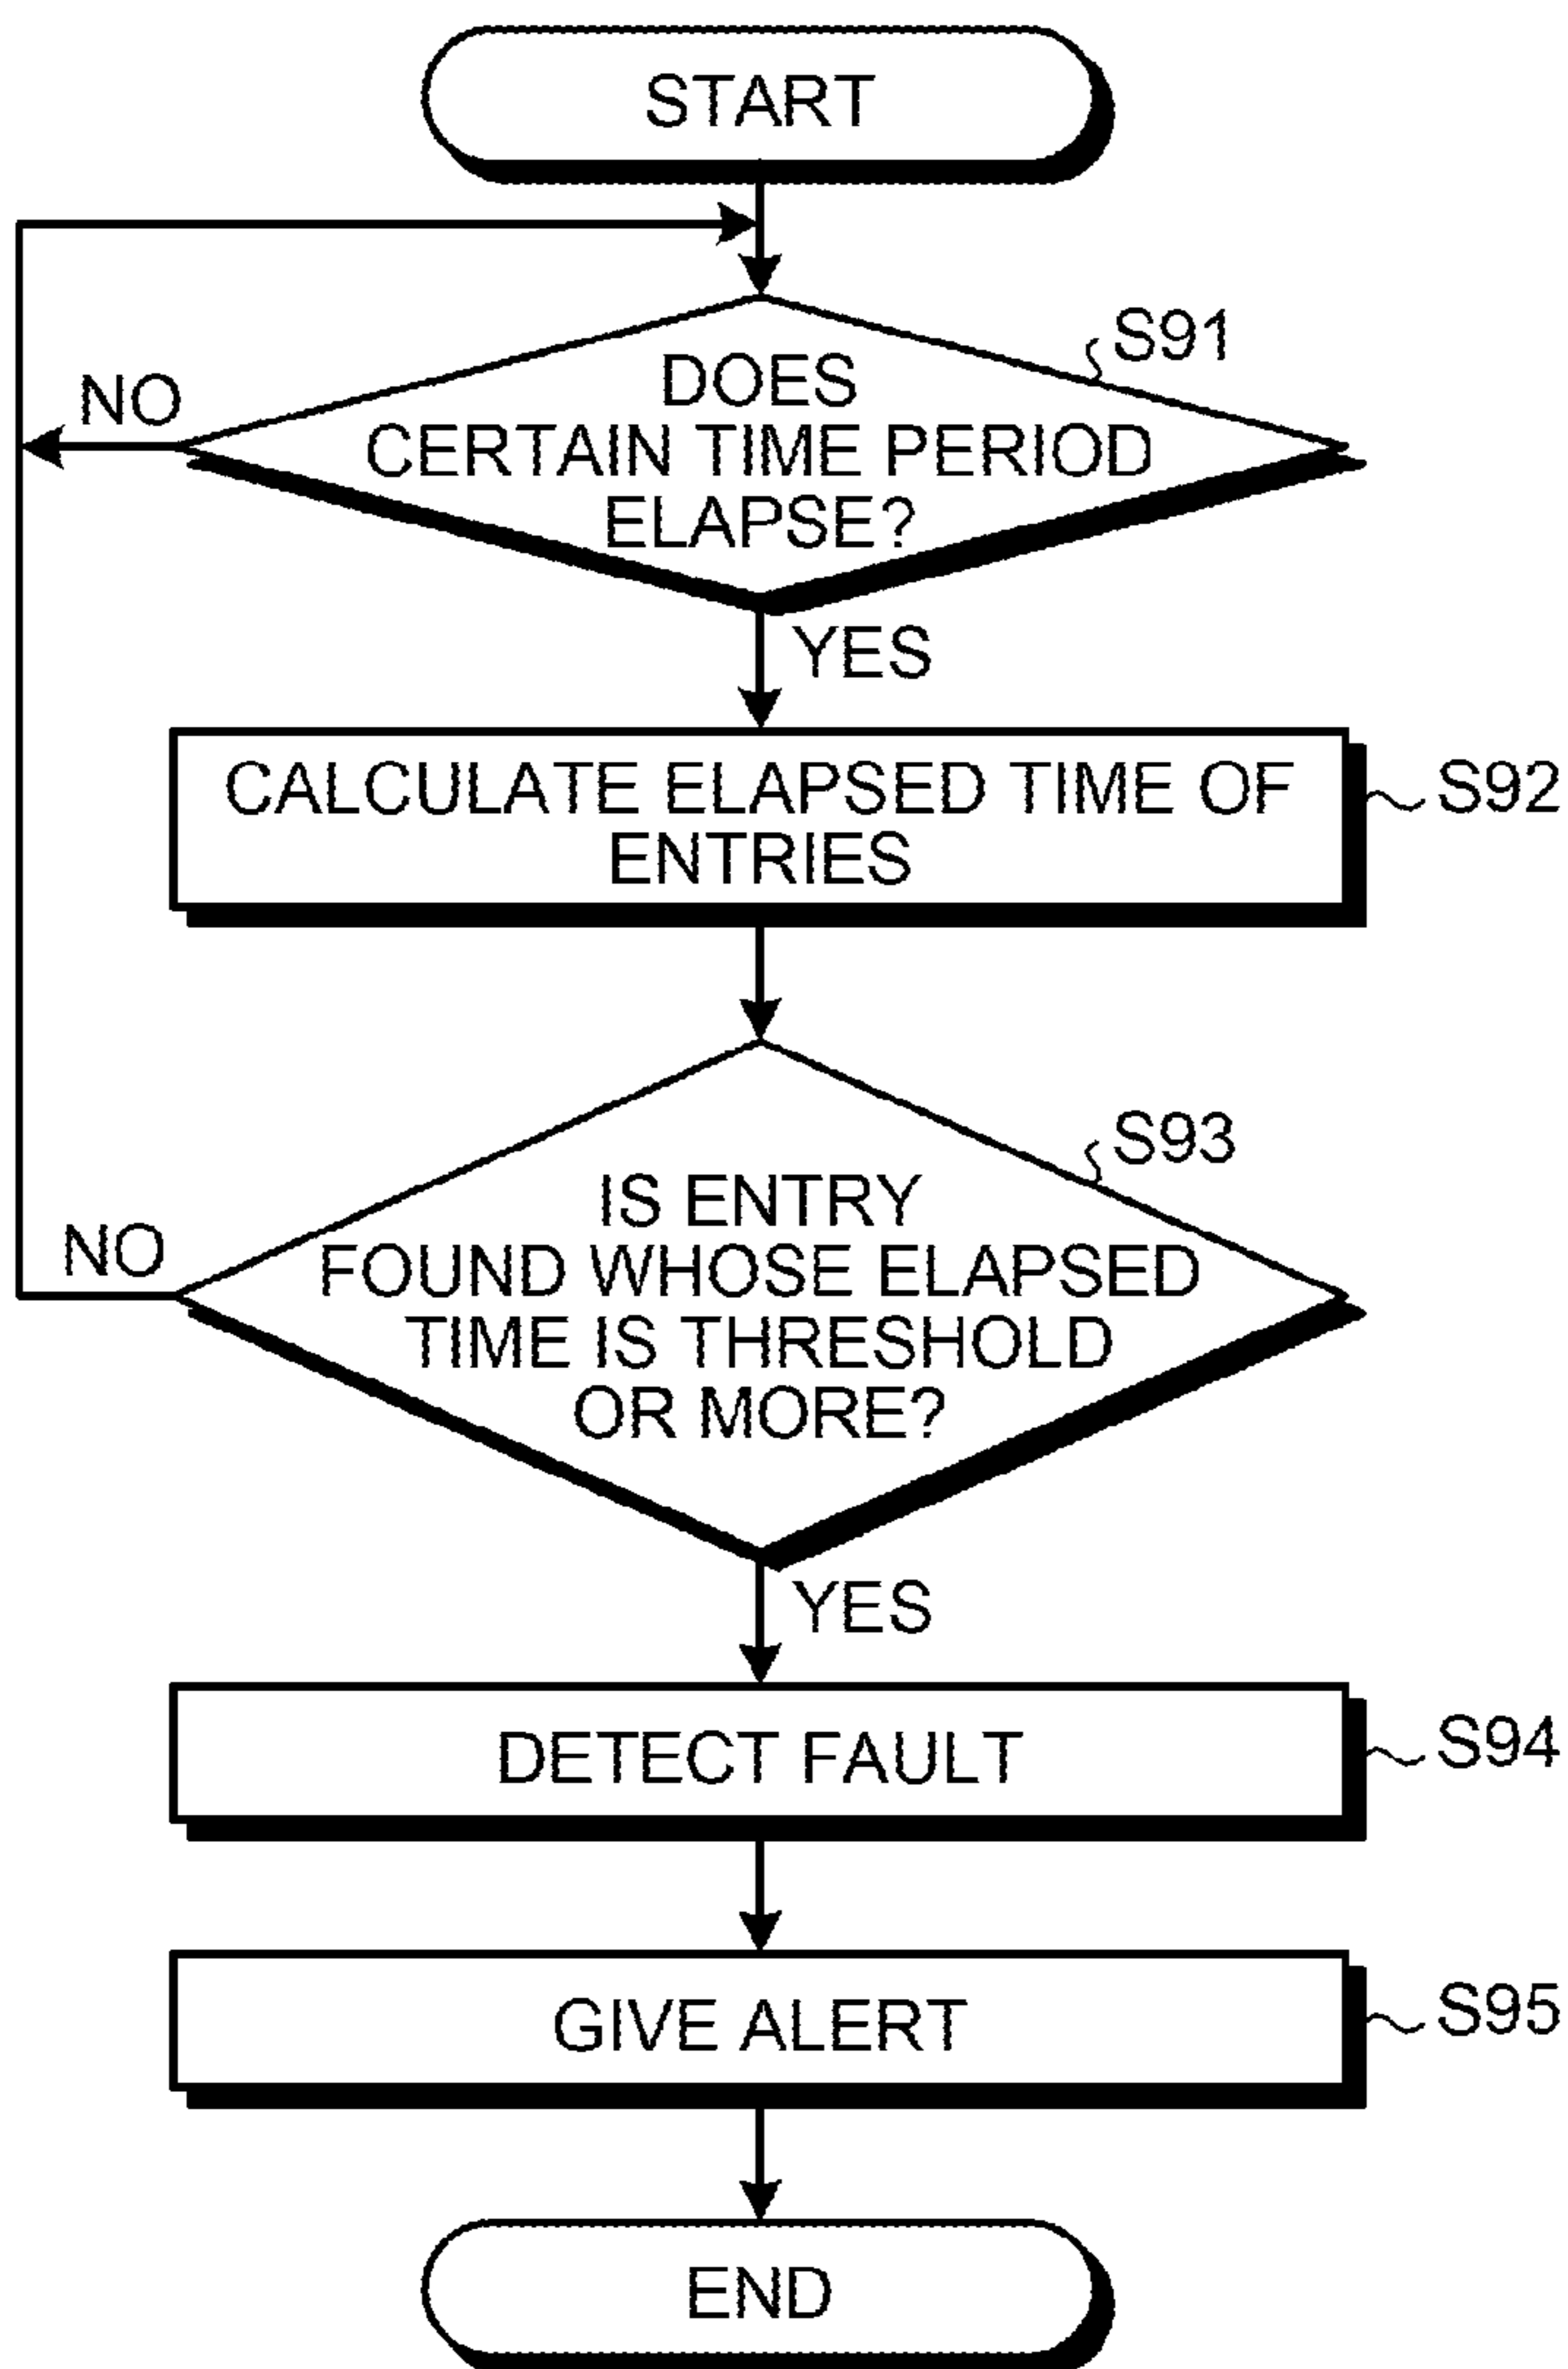 START
S91
DOES
CERTAIN TIME PERIOD
ELAPSE?
NO
YES
CALCULATE ELAPSED TIME OF
ENTRIES
S92
S93
IS ENTRY
FOUND WHOSE ELAPSED
TIME IS THRESHOLD
OR MORE?
NO
YES
DETECT FAULT
S94
GIVE ALERT
S95
END